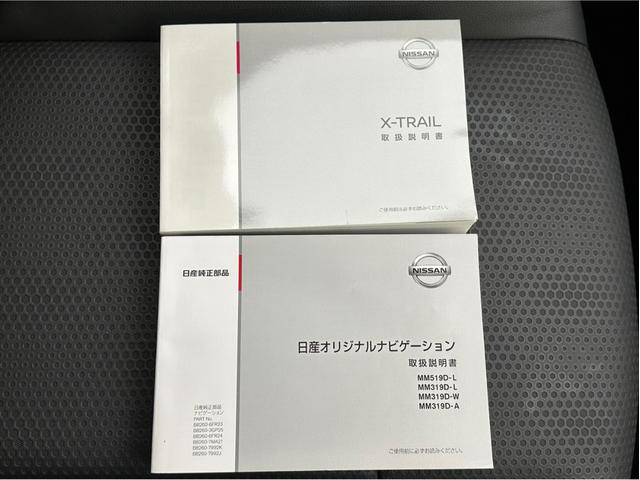 NISSAN
X-TRAIL
取扱説明書
ご使用前に必ずお読みください。
日産純正部品
NISSAN
日産オリジナルナビゲーション
取扱説明書
MM519D-L
MM319D-L
MM319D-W
MM319D-A
日産純正部品
ナビゲーション
PART No.
ご使用前に必ずお読みください。